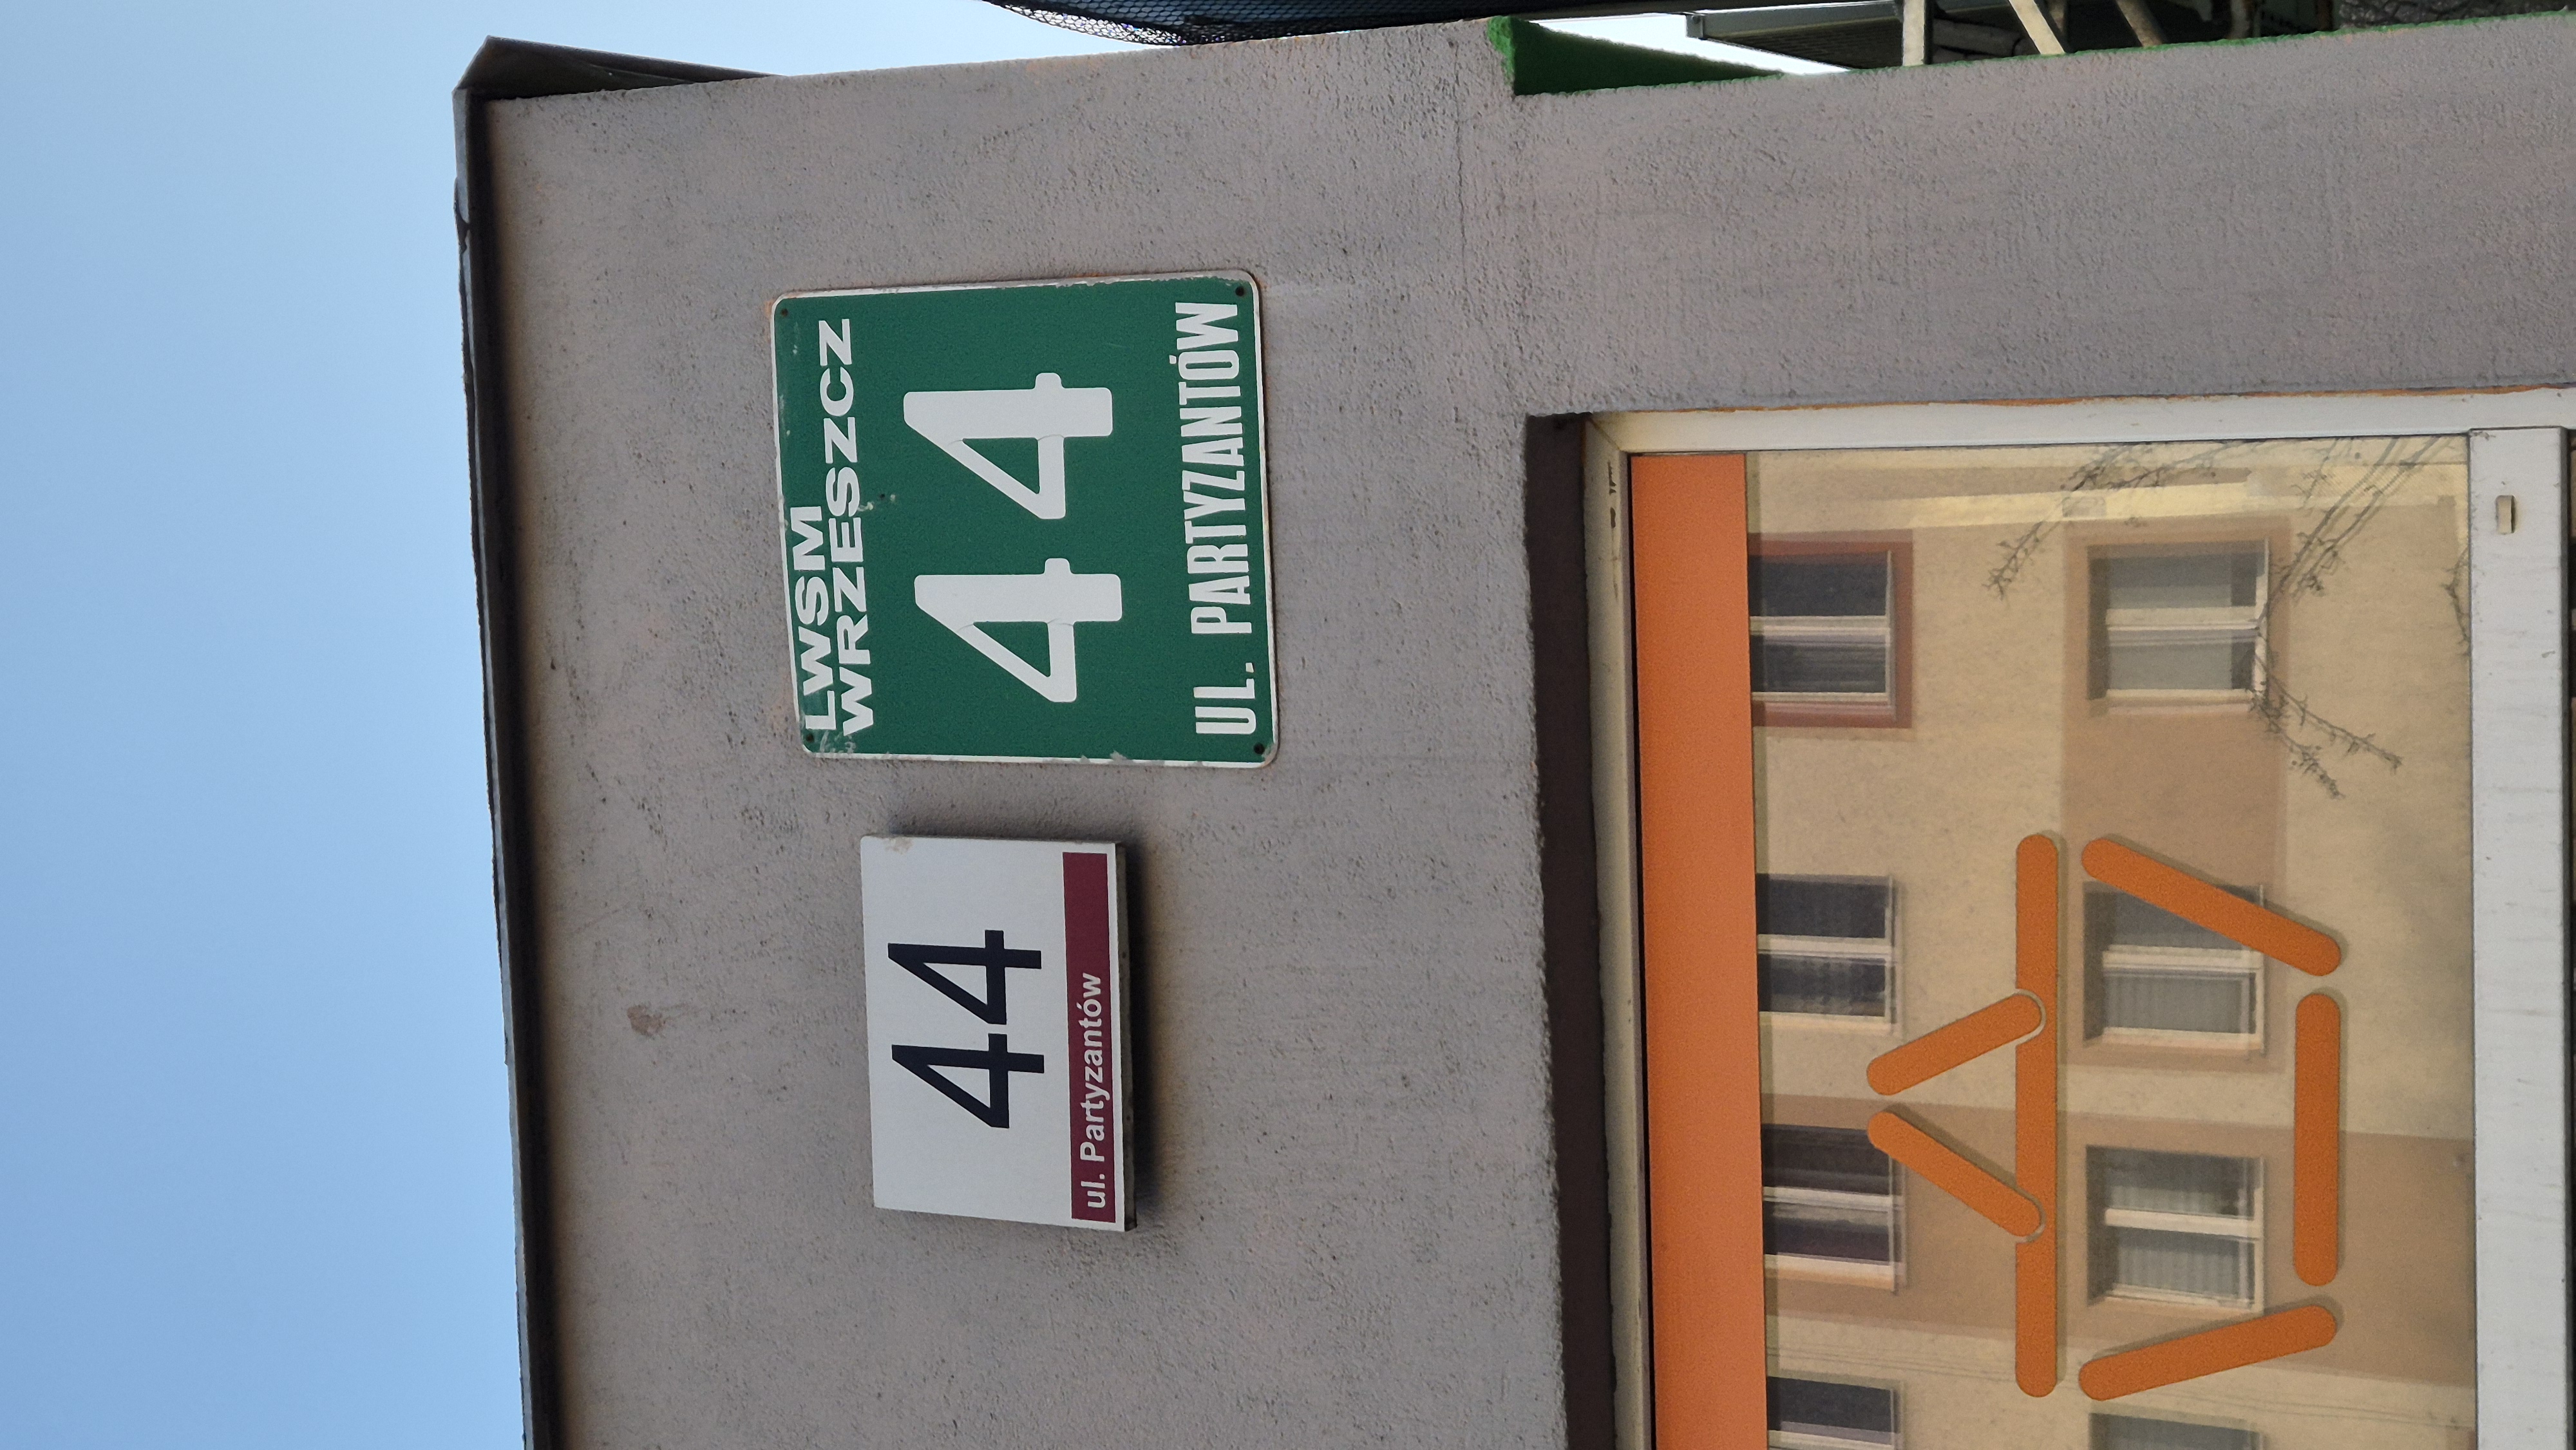 44
ul. Partyzantów
LWSM
WRZESZCZ
44
UL. PARTYZANTÓW